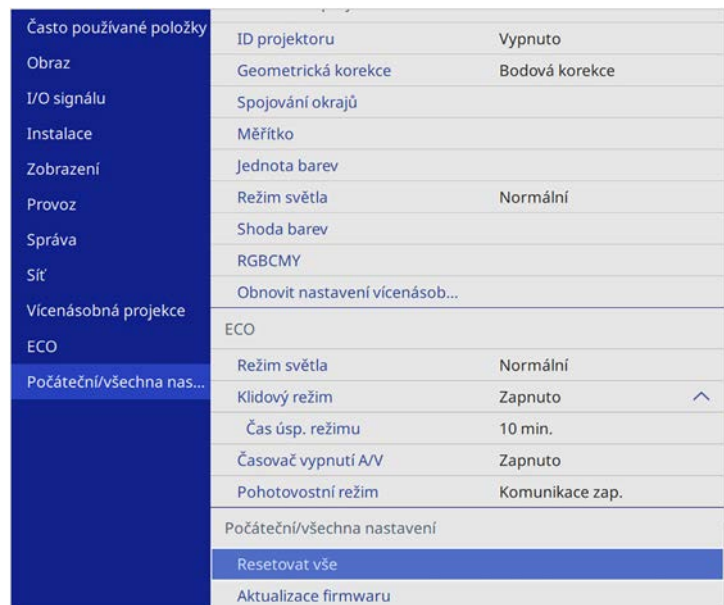 Často používané položky
Obraz
I/O signálu
Instalace
Zobrazení
Provoz
Správa
Síť
Vícenásobná projekce
ECO
Počáteční/všechna nas...
ID projektoru Vypnuto
Geometrická korekce Bodová korekce
Spojování okrajů
Měřítko
Jednota barev
Režim světla Normální
Shoda barev
RGBCMY
Obnovit nastavení vícenásob...
ECO
Režim světla Normální
Klidový režim Zapnuto
Čas úsp. režimu 10 min.
Časovač vypnutí A/V Zapnuto
Pohotovostní režim Komunikace zap.
Počáteční/všechna nastavení
Resetovat vše
Aktualizace firmwaru